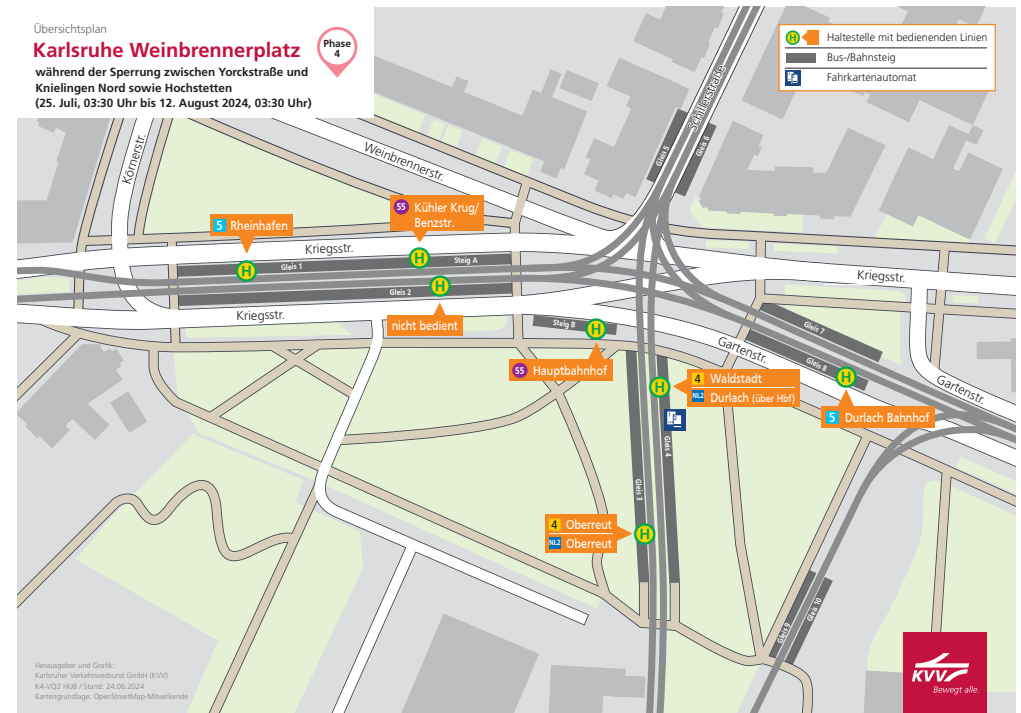 Übersichtsplan
Karlsruhe Weinbrennerplatz
Phase
4
während der Sperrung zwischen Yorckstraße und
Knielingen Nord sowie Hochstetten
(25. Juli, 03:30 Uhr bis 12. August 2024, 03:30 Uhr)
H Haltestelle mit bedienenden Linien
Bus-/Bahnsteig
Fahrkartenautomat
Schillerstraße
Gleis 5
Gleis 6
Körnerstr.
Weinbrennerstr.
5 Rheinhafen
55 Kühler Krug/
Benzstr.
Kriegsstr.
H
H
Gleis 1
Steig A
Gleis 2
H
Kriegsstr.
Kriegsstr.
nicht bedient
Steig B
H
55 Hauptbahnhof
Gleis 7
Gleis 8
Gartenstr.
H
Gartenstr.
H
4 Waldstadt
NL2 Durlach (über Hbf)
5 Durlach Bahnhof
Gleis 4
Gleis 3
4 Oberreut
NL2 Oberreut
H
Gleis 9
Gleis 10
Herausgeber und Grafik:
Karlsruher Verkehrsverbund GmbH (KVV)
K4-VQ2 HUB / Stand: 24.06.2024
Kartengrundlage: OpenStreetMap-Mitwirkende
KVV
Bewegt alle.